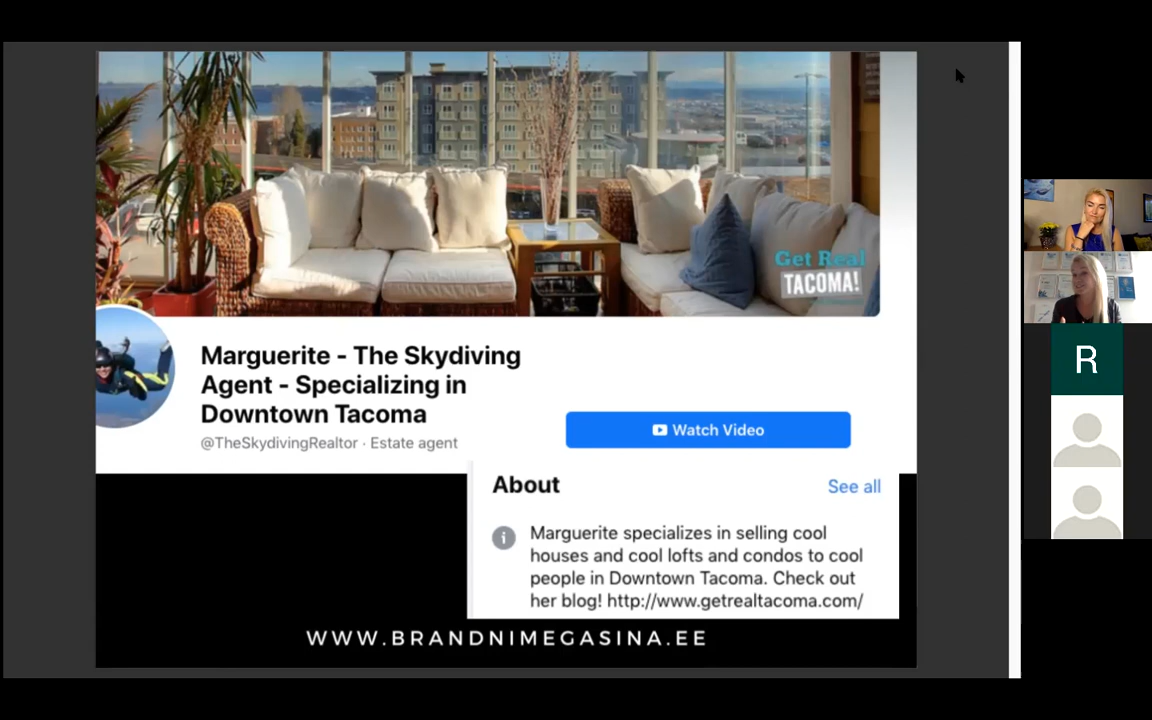 Get Real
TACOMA!
Marguerite - The Skydiving
Agent - Specializing in
Downtown Tacoma
@TheSkydivingRealtor · Estate agent
Watch Video
About
See all
Marguerite specializes in selling cool
houses and cool lofts and condos to cool
people in Downtown Tacoma. Check out
her blog! http://www.getrealtacoma.com/
WWW.BRANDNIMEGASINA.EE
R